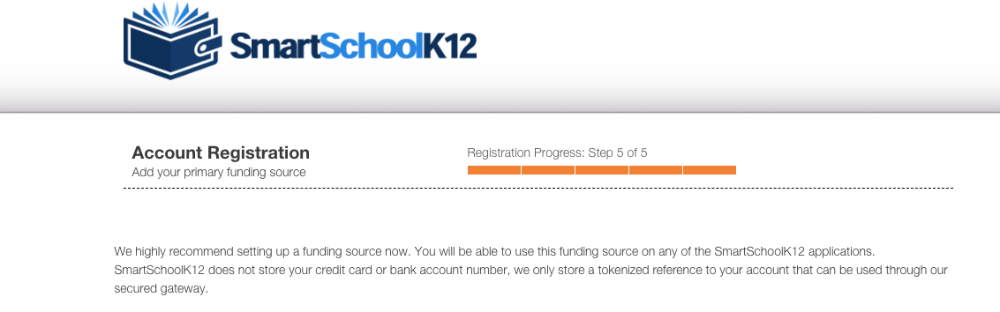 SmartSchoolK12
Account Registration
Registration Progress: Step 5 of 5
Add your primary funding source
We highly recommend setting up a funding source now. You will be able to use this funding source on any of the SmartSchoolK12 applications.
SmartSchoolK12 does not store your credit card or bank account number, we only store a tokenized reference to your account that can be used through our
secured gateway.